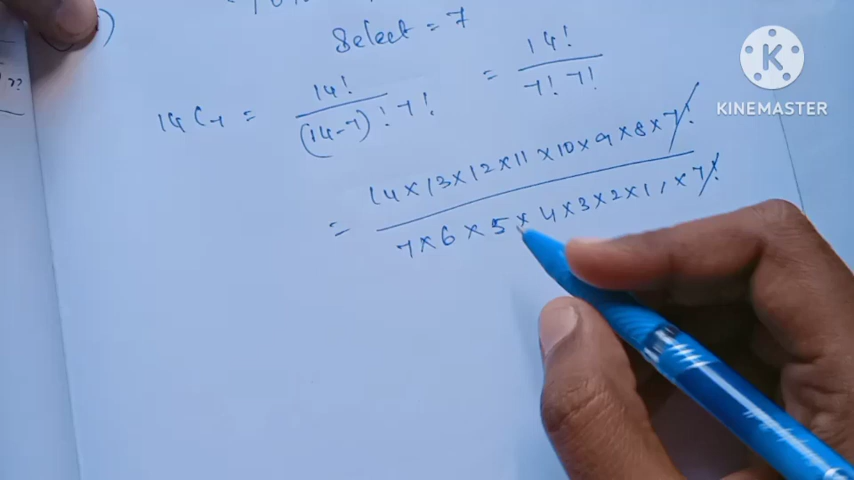 )
Select = 7
??
14C7 = 14! / (14-7)! 7! = 14! / 7! 7!
= 14×13×12×11×10×9×8×7! / 7×6×5×4×3×2×1, ×7!
KINEMASTER